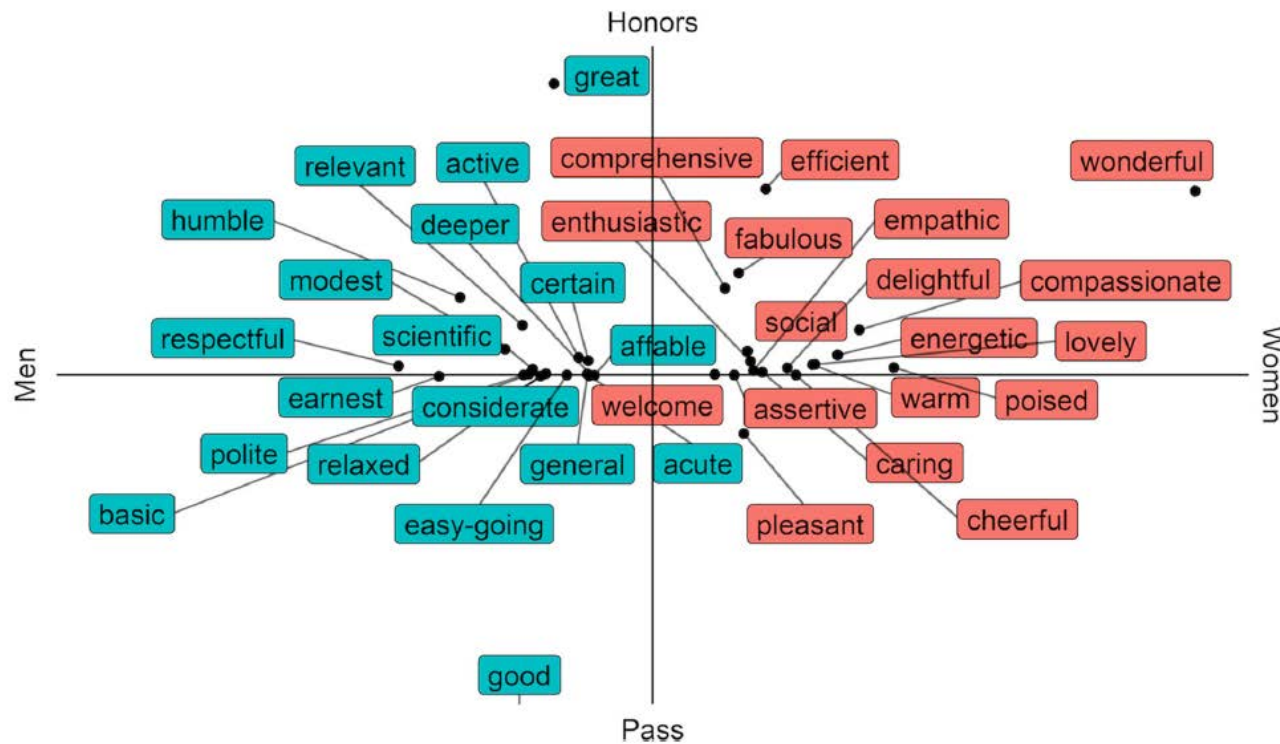 Honors
great
comprehensive
efficient
wonderful
relevant
active
humble
deeper
enthusiastic
fabulous
empathic
modest
certain
delightful
compassionate
respectful
scientific
affable
social
energetic
lovely
Men
Women
earnest
considerate
welcome
assertive
warm
poised
polite
relaxed
general
acute
caring
basic
easy-going
pleasant
cheerful
good
Pass